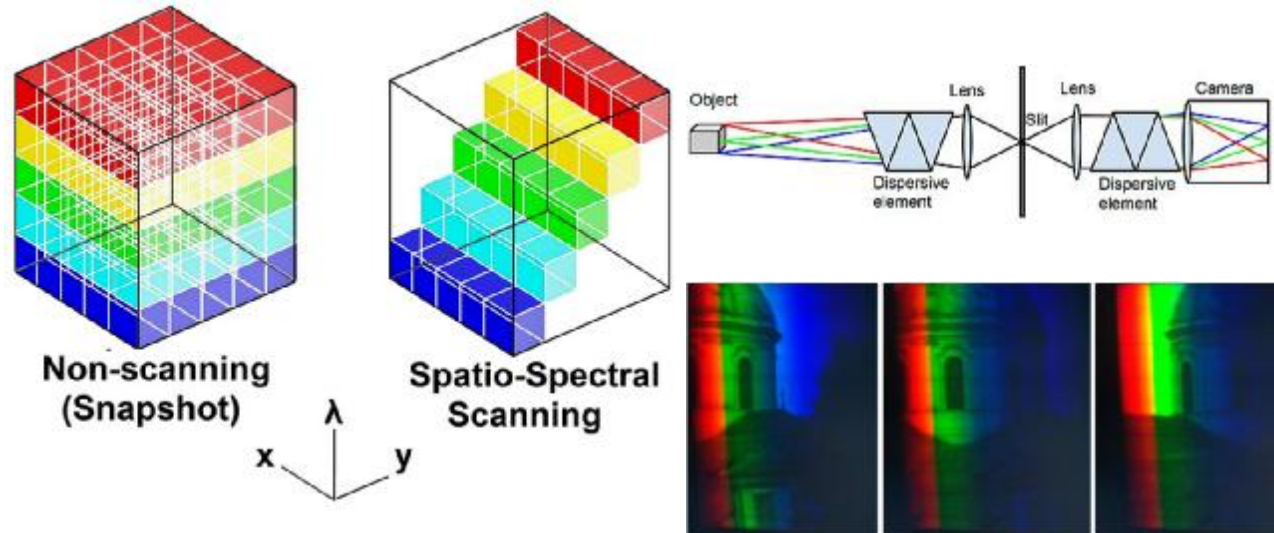 Non-scanning
(Snapshot)
Spatio-Spectral
Scanning
λ
x
y
Object
Lens
Slit
Lens
Camera
Dispersive
element
Dispersive
element